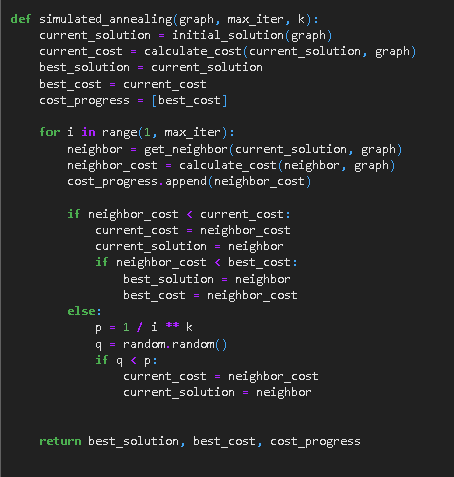 def simulated_annealing(graph, max_iter, k):
    current_solution = initial_solution(graph)
    current_cost = calculate_cost(current_solution, graph)
    best_solution = current_solution
    best_cost = current_cost
    cost_progress = [best_cost]

    for i in range(1, max_iter):
        neighbor = get_neighbor(current_solution, graph)
        neighbor_cost = calculate_cost(neighbor, graph)
        cost_progress.append(neighbor_cost)

        if neighbor_cost < current_cost:
            current_cost = neighbor_cost
            current_solution = neighbor
            if neighbor_cost < best_cost:
                best_solution = neighbor
                best_cost = neighbor_cost
        else:
            p = 1 / i ** k
            q = random.random()
            if q < p:
                current_cost = neighbor_cost
                current_solution = neighbor


    return best_solution, best_cost, cost_progress